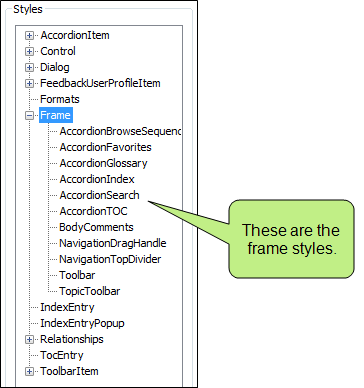 Styles
AccordionItem
Control
Dialog
FeedbackUserProfileItem
Formats
Frame
AccordionBrowseSequenc
AccordionFavorites
AccordionGlossary
AccordionIndex
AccordionSearch
AccordionTOC
BodyComments
NavigationDragHandle
NavigationTopDivider
Toolbar
TopicToolbar
IndexEntry
IndexEntryPopup
Relationships
TocEntry
ToolbarItem
These are the
frame styles.